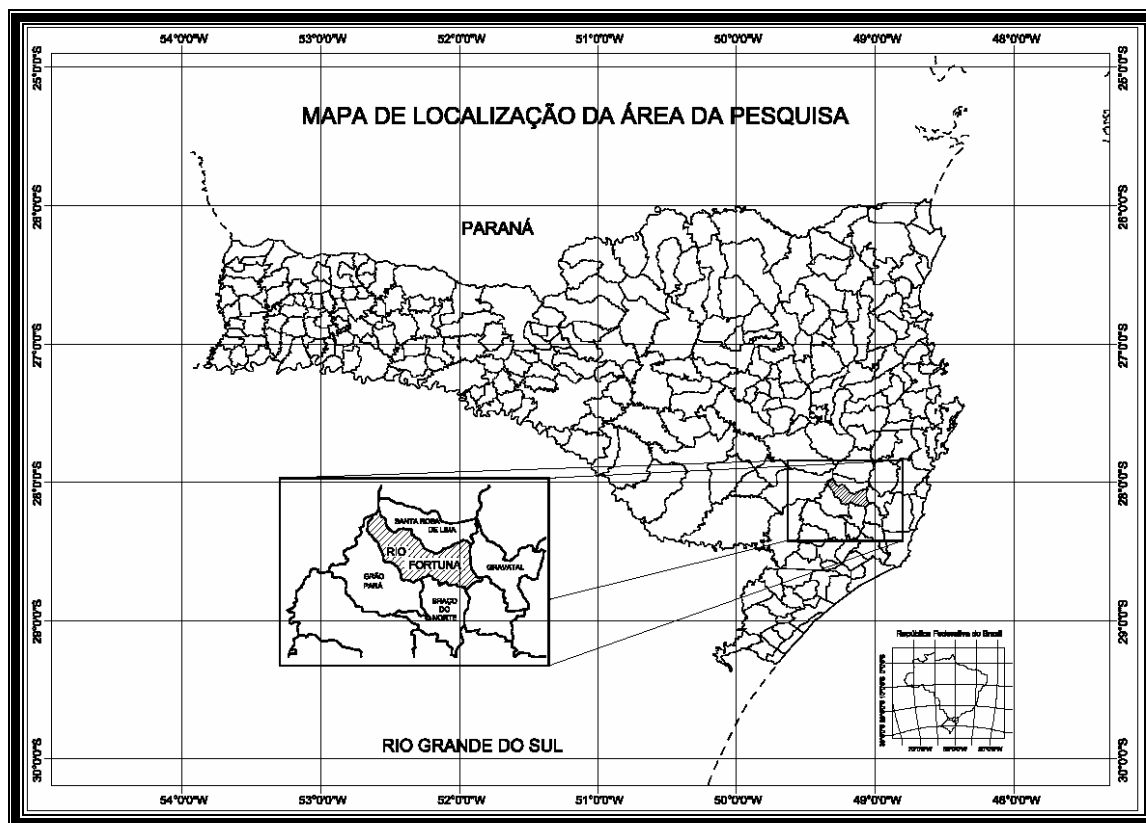 54°0'0"W 53°0'0"W 52°0'0"W 51°0'0"W 50°0'0"W 49°0'0"W 48°0'0"W
25°0'0"S 25°0'0"S
MAPA DE LOCALIZAÇÃO DA ÁREA DA PESQUISA
26°0'0"S 26°0'0"S
PARANÁ
27°0'0"S 27°0'0"S
28°0'0"S 28°0'0"S
SANTA ROSA
DE LIMA
RIO
FORTUNA
GRAVATAL
GRÃO
PARÁ
BRAÇO
DO
NORTE
29°0'0"S 29°0'0"S
República Federativa do Brasil
RIO GRANDE DO SUL
30°0'0"S 30°0'0"S
54°0'0"W 53°0'0"W 52°0'0"W 51°0'0"W 50°0'0"W 49°0'0"W 48°0'0"W